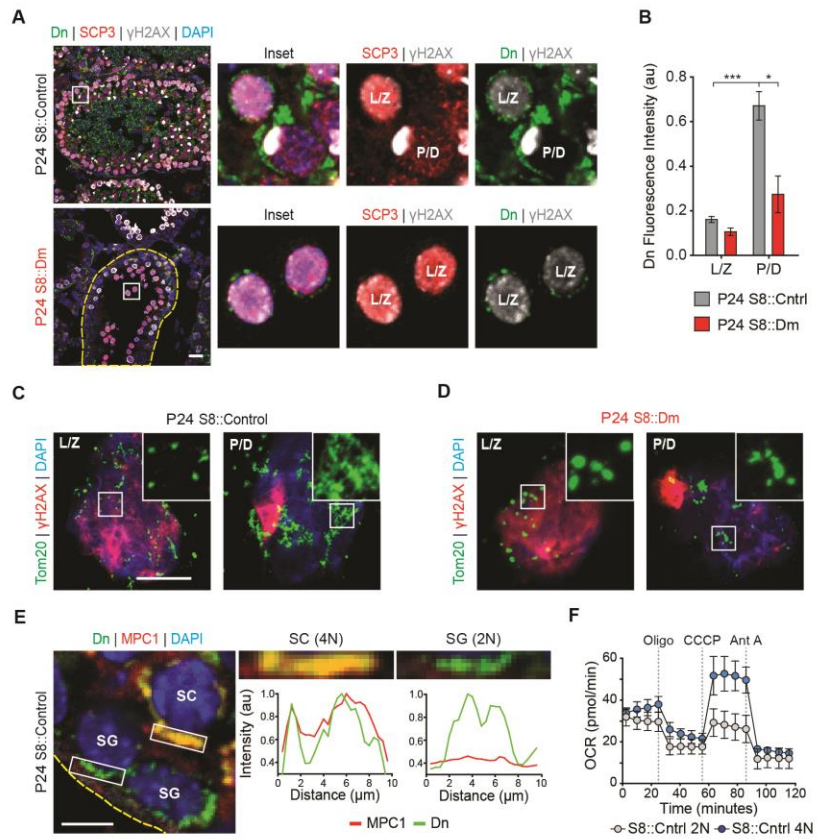 A
Dn | SCP3 | γH2AX | DAPI
P24 S8::Control
Inset
SCP3 | γH2AX
Dn | γH2AX
L/Z
P/D
L/Z
P/D
P24 S8::Dm
Inset
SCP3 | γH2AX
Dn | γH2AX
L/Z
L/Z
L/Z
L/Z
B
Dn Fluorescence Intensity (au)
0.8
0.6
0.4
0.2
0.0
***
*
L/Z
P/D
P24 S8::Cntrl
P24 S8::Dm
C
P24 S8::Control
Tom20 | γH2AX | DAPI
L/Z
P/D
D
P24 S8::Dm
Tom20 | γH2AX | DAPI
L/Z
P/D
E
Dn | MPC1 | DAPI
P24 S8::Control
SC
SG
SG
SC (4N)
SG (2N)
Intensity (au)
1.0
0.8
0.6
0.4
0 2 4 6 8 10
Distance (μm)
1.0
0.8
0.6
0.4
0 2 4 6 8 10
Distance (μm)
MPC1
Dn
F
Oligo CCCP Ant A
OCR (pmol/min)
80
60
40
20
0
0 20 40 60 80 100 120
Time (minutes)
S8::Cntrl 2N
S8::Cntrl 4N